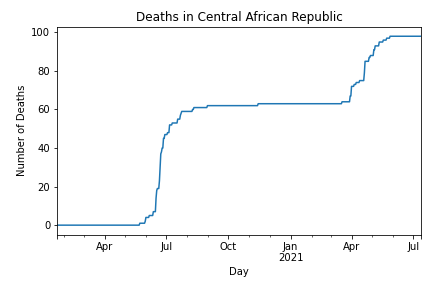 Deaths in Central African Republic
Number of Deaths
100
80
60
40
20
0
Apr
Jul
Oct
Jan
2021
Apr
Jul
Day